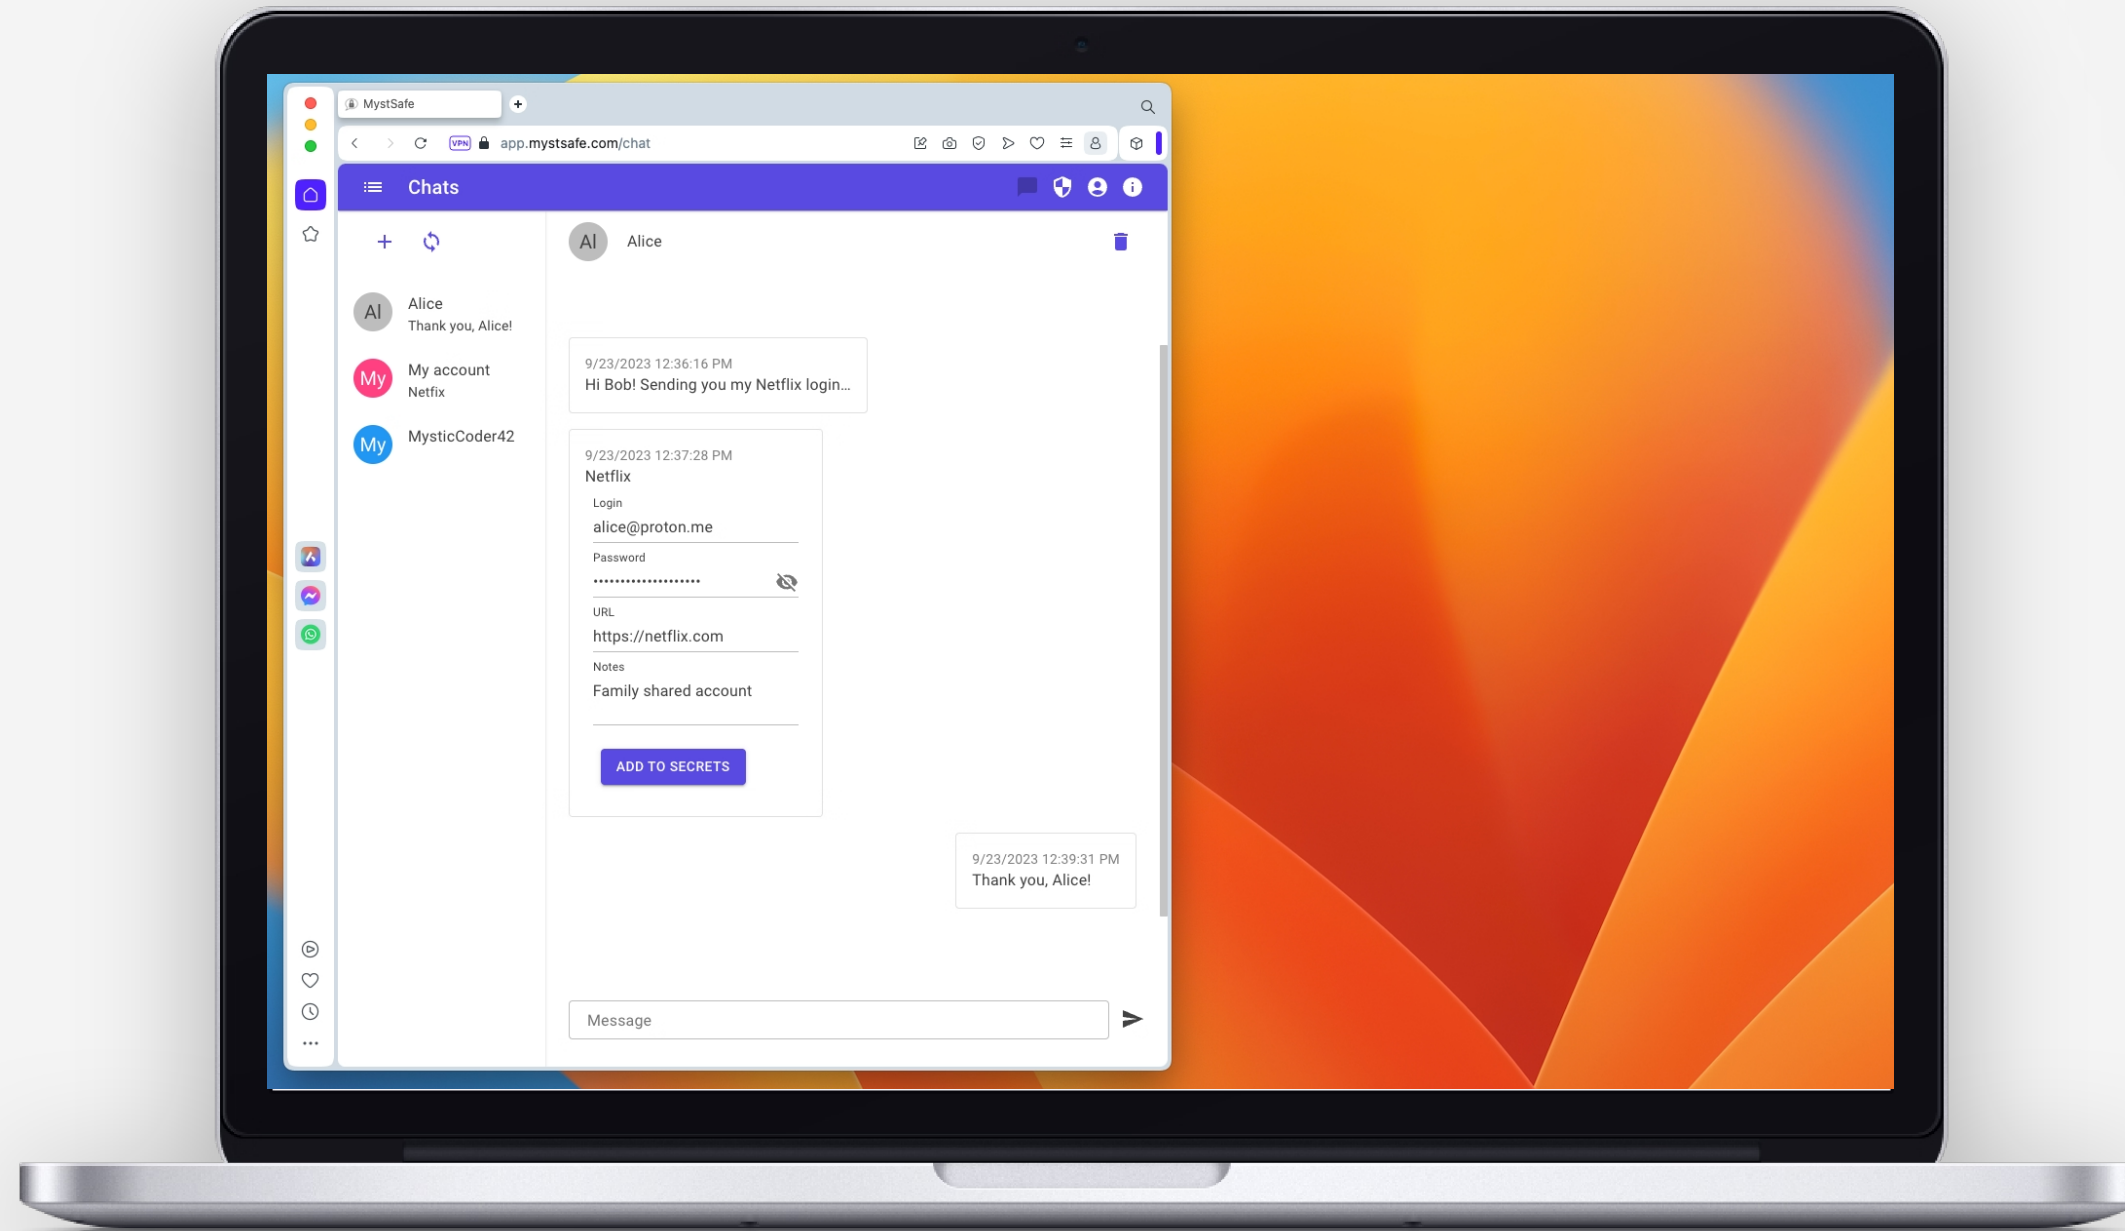 MystSafe
VPN
app.mystsafe.com/chat
Chats
Al
Alice
Al
Alice
Thank you, Alice!
My
My account
Netfix
My
MysticCoder42
9/23/2023 12:36:16 PM
Hi Bob! Sending you my Netflix login...
9/23/2023 12:37:28 PM
Netflix
Login
alice@proton.me
Password
••••••••••••••••••••
URL
https://netflix.com
Notes
Family shared account
ADD TO SECRETS
9/23/2023 12:39:31 PM
Thank you, Alice!
Message